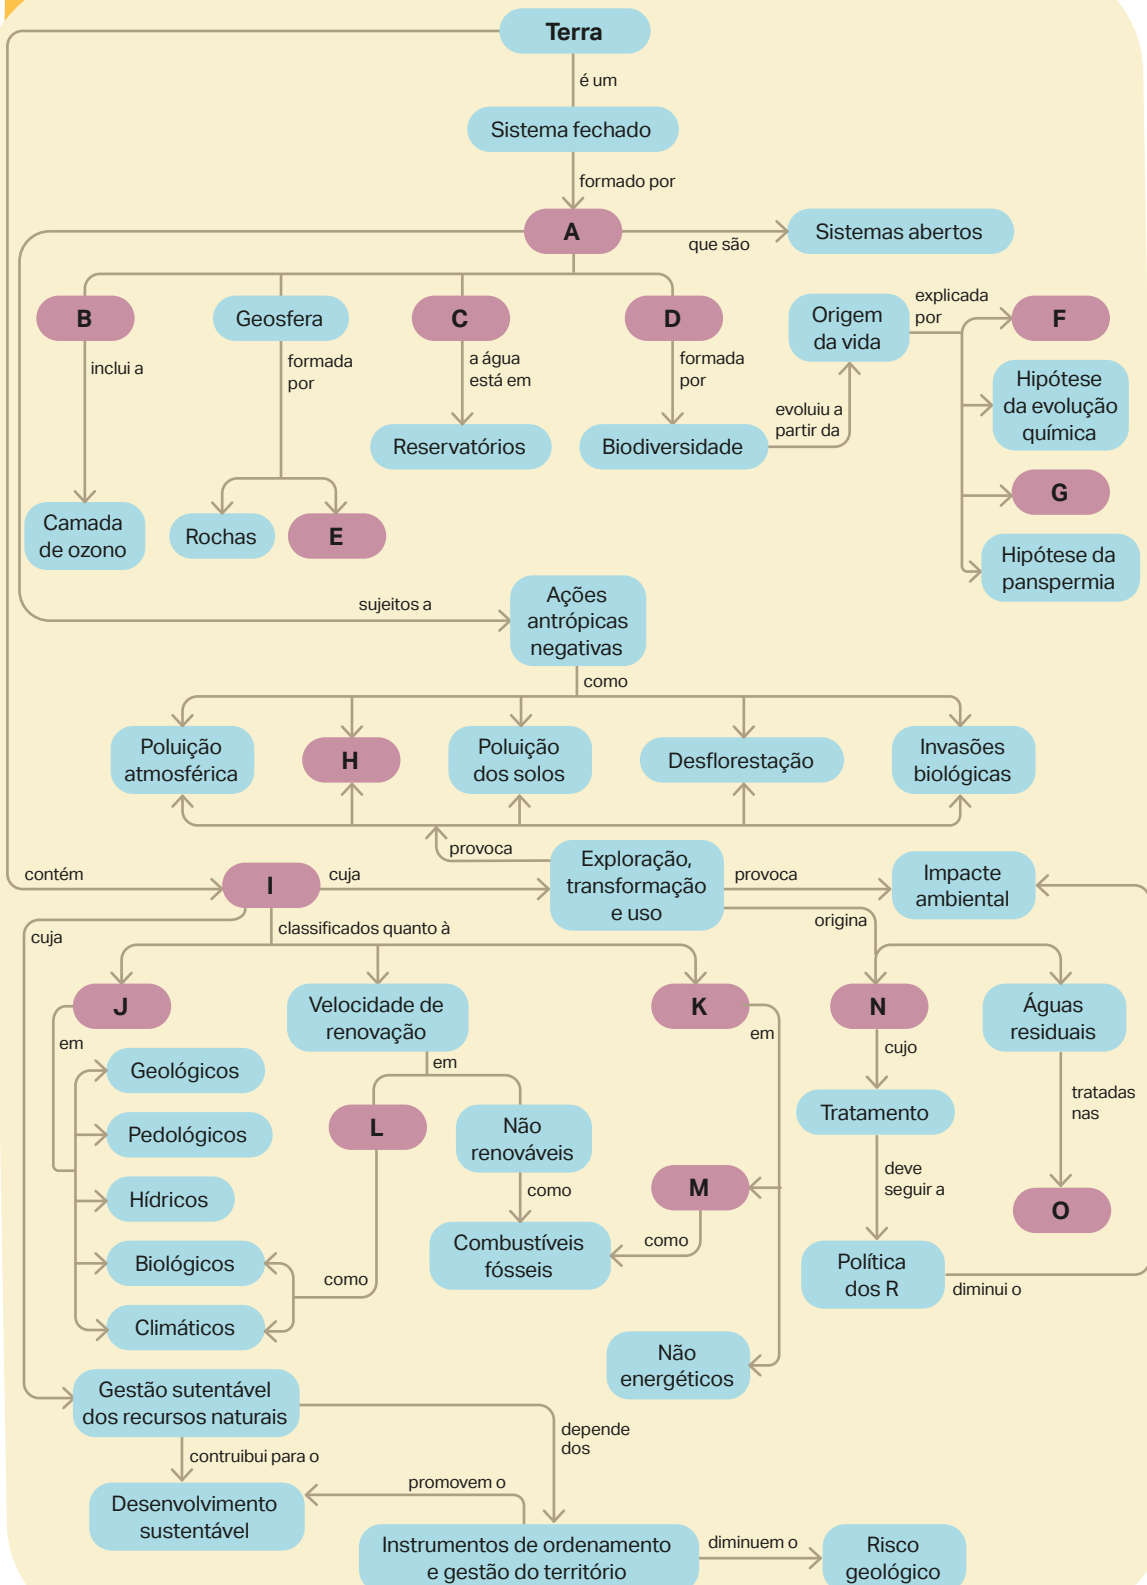 Terra
é um
Sistema fechado
formado por
A
que são
Sistemas abertos
B
Geosfera
C
D
Origem
da vida
explicada
por
F
inclui a
formada
por
a água
está em
formada
por
Hipótese
da evolução
química
evoluiu a
partir da
Reservatórios
Biodiversidade
G
Camada
de ozono
Rochas
E
Hipótese da
panspermia
sujeitos a
Ações
antrópicas
negativas
como
Poluição
atmosférica
H
Poluição
dos solos
Desflorestação
Invasões
biológicas
provoca
contém
I
cuja
Exploração,
transformação
e uso
provoca
Impacte
ambiental
cuja
classificados quanto à
origina
J
Velocidade de
renovação
K
N
Águas
residuais
em
em
em
cujo
Geológicos
tratadas
nas
L
Não
renováveis
Tratamento
Pedológicos
deve
seguir a
como
M
Hídricos
O
como
Combustíveis
fósseis
como
Biológicos
Política
dos R
diminui o
Climáticos
Não
energéticos
Gestão sutentável
dos recursos naturais
depende
dos
contruibui para o
promovem o
Desenvolvimento
sustentável
Instrumentos de ordenamento
e gestão do território
diminuem o
Risco
geológico